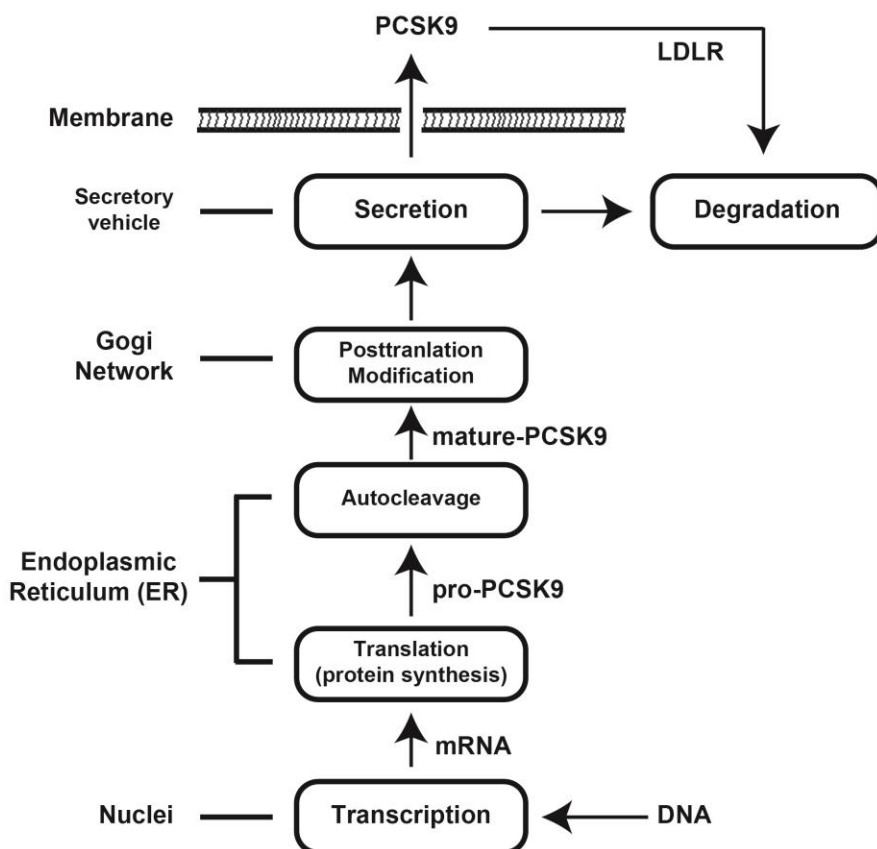 PCSK9
LDLR
Membrane
Secretory
vehicle
Secretion
Degradation
Gogi
Network
Posttranlation
Modification
mature-PCSK9
Autocleavage
Endoplasmic
Reticulum (ER)
pro-PCSK9
Translation
(protein synthesis)
mRNA
Nuclei
Transcription
DNA